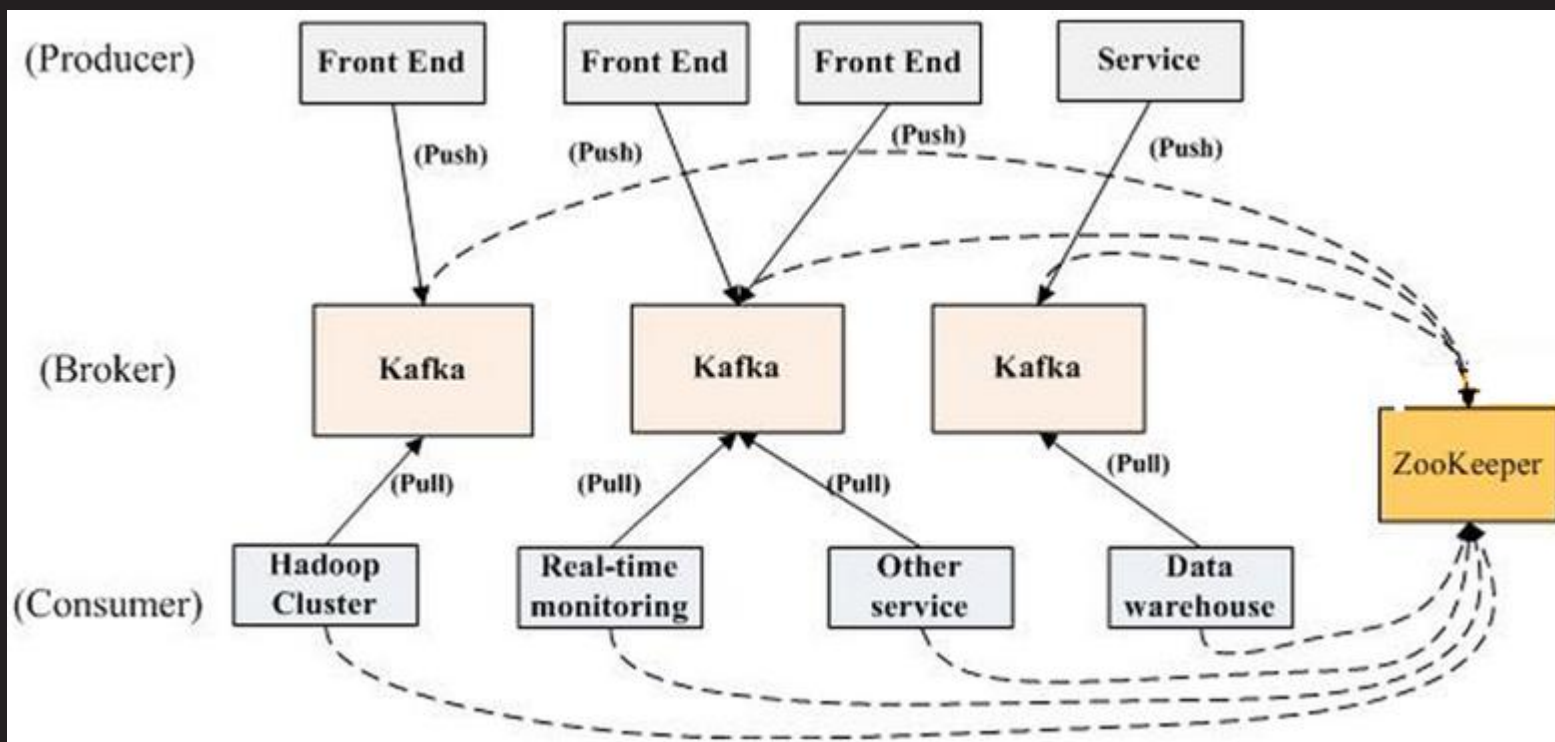 (Producer)
Front End
Front End
Front End
Service
(Push)
(Push)
(Push)
(Push)
(Broker)
Kafka
Kafka
Kafka
ZooKeeper
(Pull)
(Pull)
(Pull)
(Pull)
(Consumer)
Hadoop
Cluster
Real-time
monitoring
Other
service
Data
warehouse